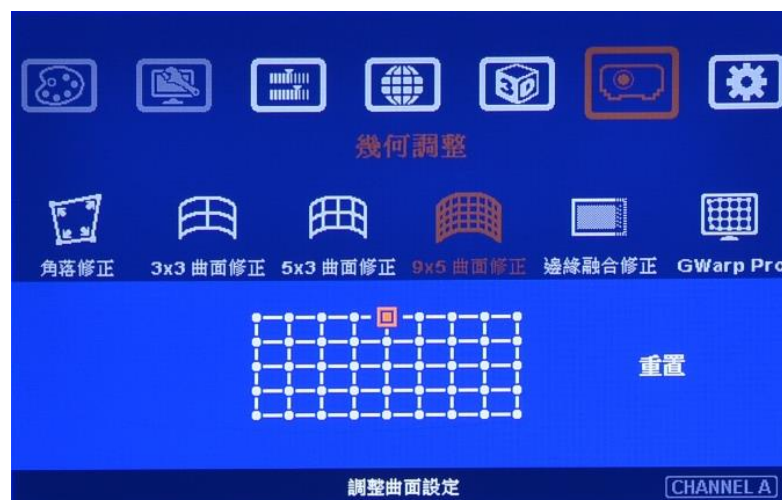 3D
幾何調整
角落修正 3x3 曲面修正 5x3 曲面修正 9x5 曲面修正 邊緣融合修正 GWarp Pro
重置
調整曲面設定 CHANNEL A